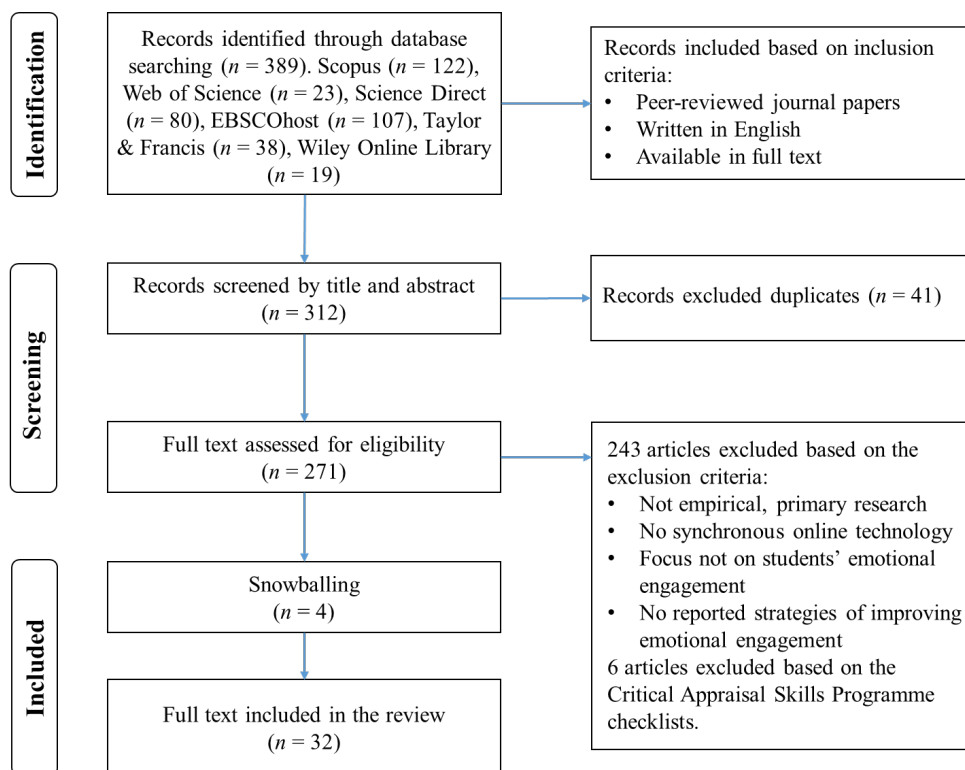 Identification
Records identified through database
searching (n = 389). Scopus (n = 122),
Web of Science (n = 23), Science Direct
(n = 80), EBSCOhost (n = 107), Taylor
& Francis (n = 38), Wiley Online Library
(n = 19)
Records included based on inclusion
criteria:
• Peer-reviewed journal papers
• Written in English
• Available in full text
Screening
Records screened by title and abstract
(n = 312)
Records excluded duplicates (n = 41)
Full text assessed for eligibility
(n = 271)
243 articles excluded based on the
exclusion criteria:
• Not empirical, primary research
• No synchronous online technology
• Focus not on students’ emotional
engagement
• No reported strategies of improving
emotional engagement
6 articles excluded based on the
Critical Appraisal Skills Programme
checklists.
Included
Snowballing
(n = 4)
Full text included in the review
(n = 32)